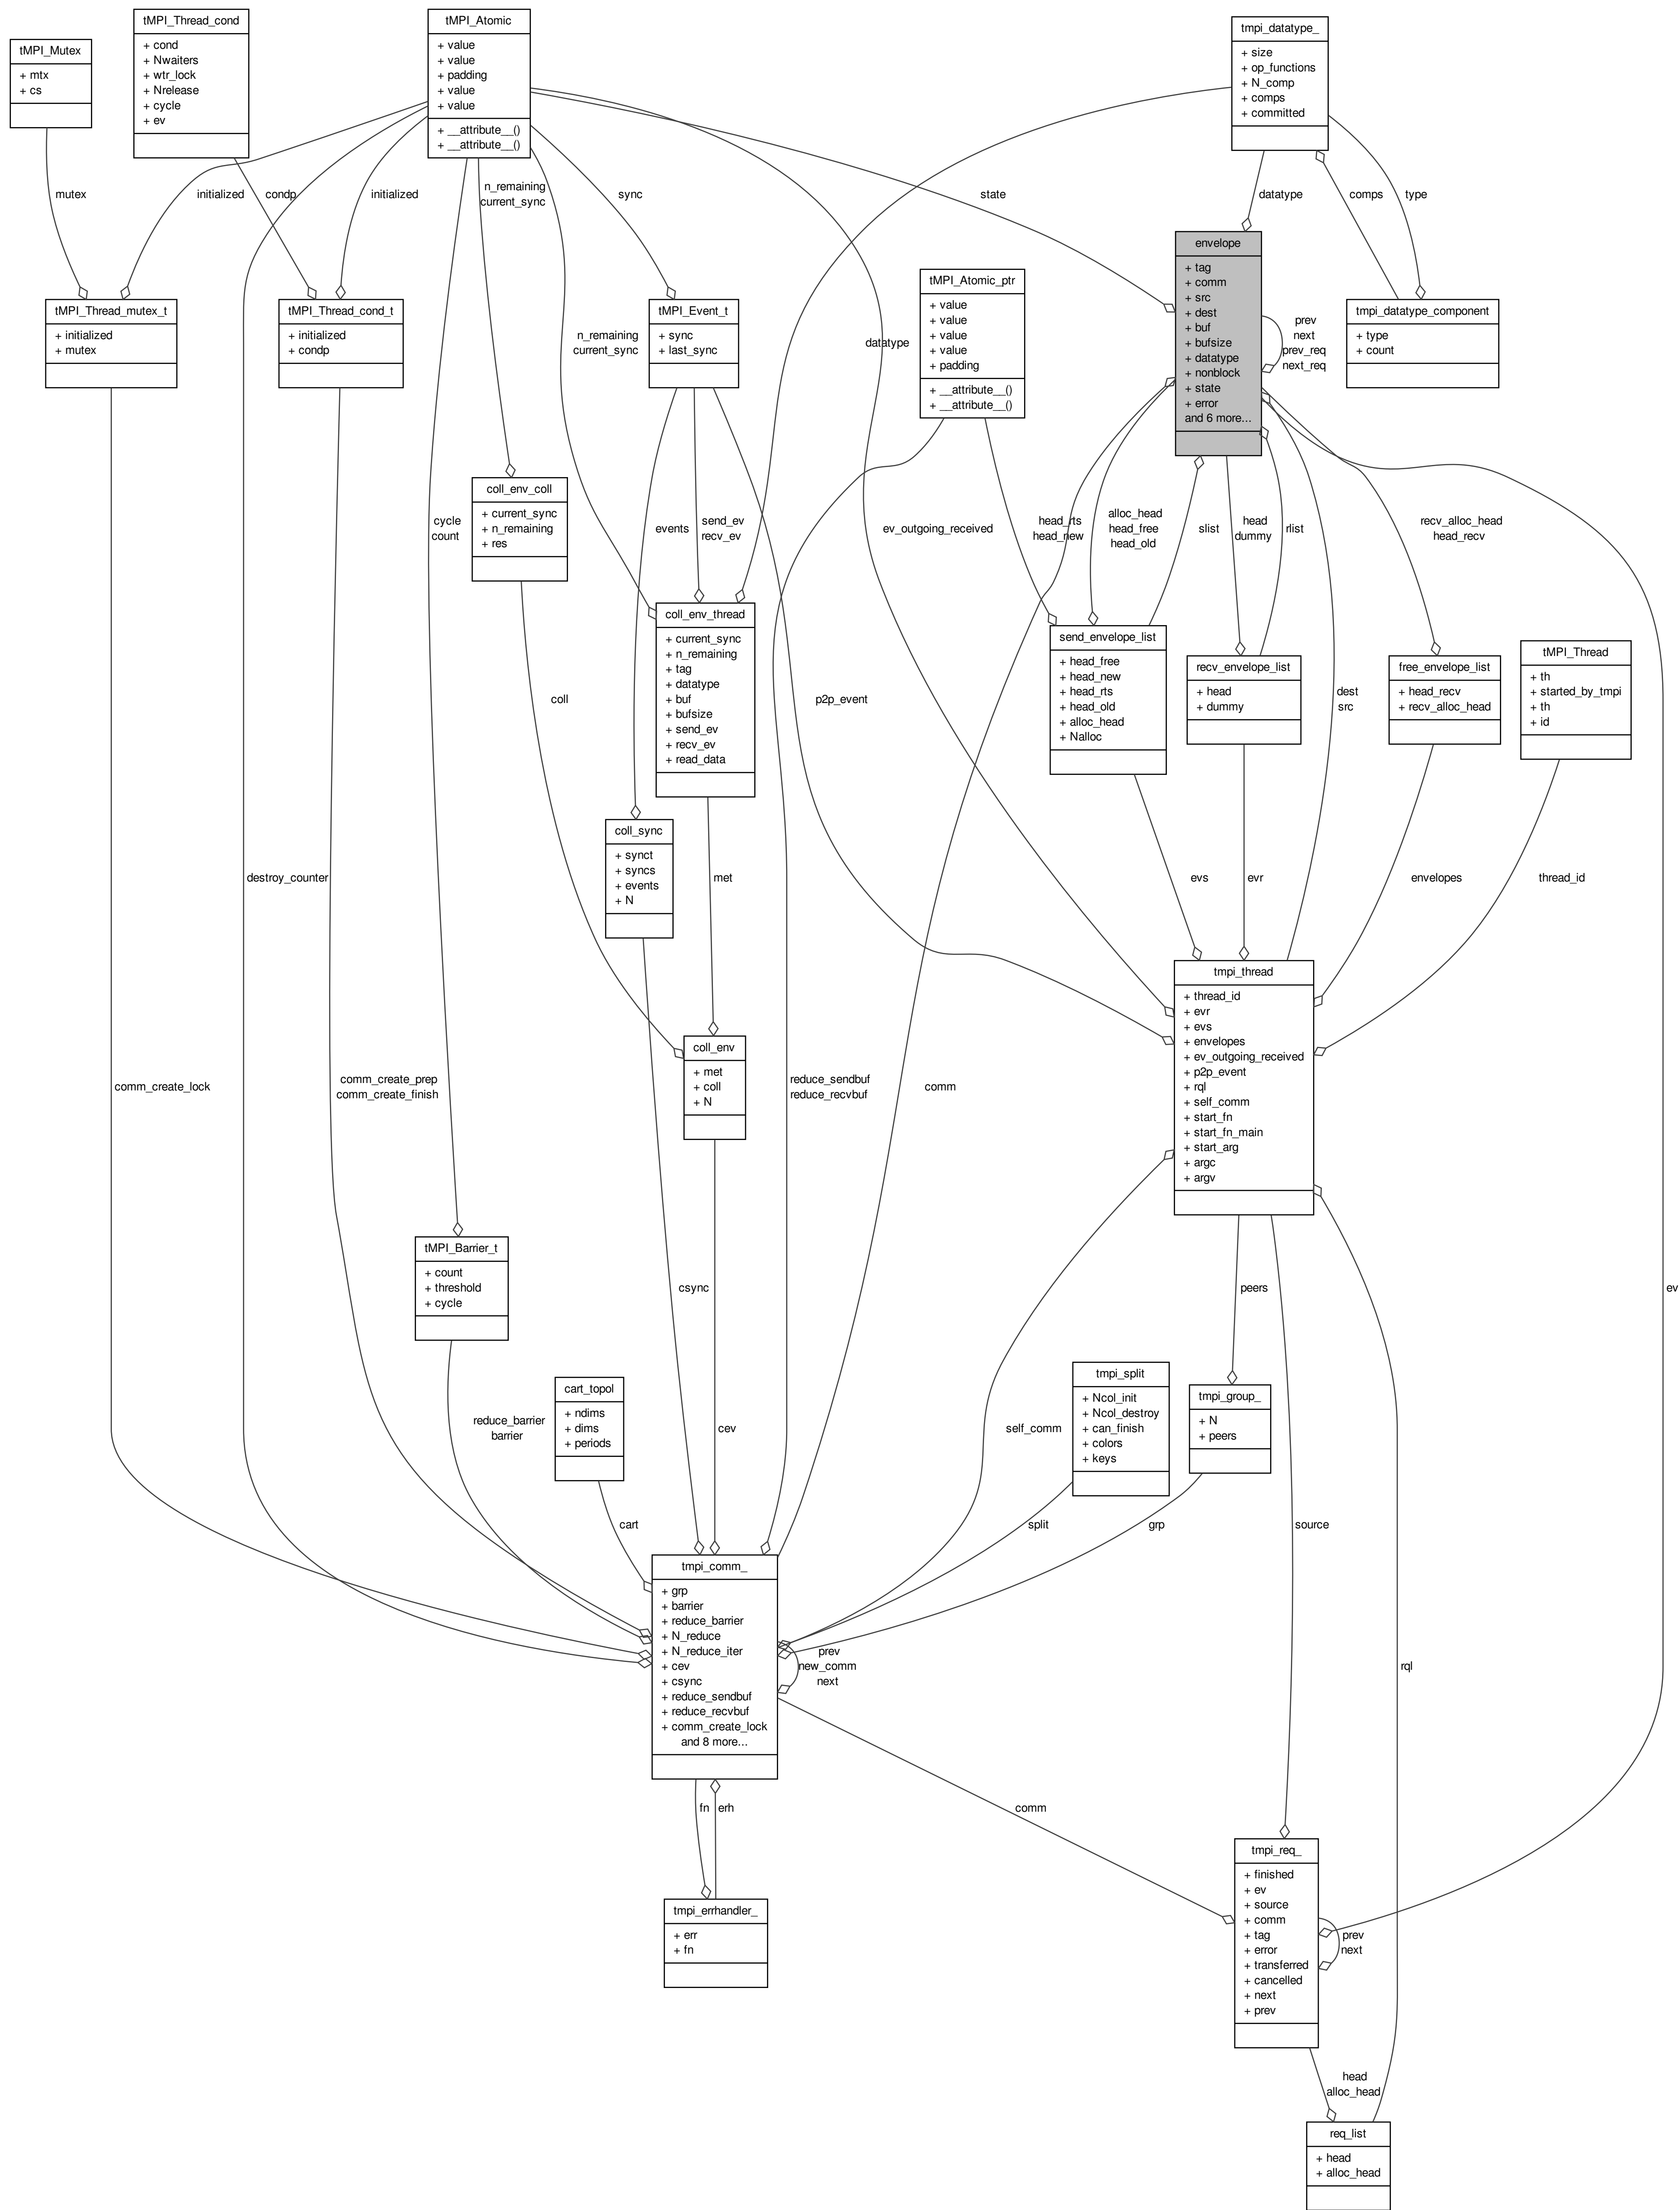 tMPI_Mutex
+ mtx
+ cs
tMPI_Thread_cond
+ cond
+ Nwaiters
+ wtr_lock
+ Nrelease
+ cycle
+ ev
tMPI_Atomic
+ value
+ value
+ padding
+ value
+ value
+ __attribute__()
+ __attribute__()
tmpi_datatype_
+ size
+ op_functions
+ N_comp
+ comps
+ committed
mutex
initialized
condp
initialized
n_remaining
current_sync
sync
state
datatype
comps
type
tMPI_Thread_mutex_t
+ initialized
+ mutex
tMPI_Thread_cond_t
+ initialized
+ condp
tMPI_Event_t
+ sync
+ last_sync
n_remaining
current_sync
datatype
tMPI_Atomic_ptr
+ value
+ value
+ value
+ value
+ padding
+ __attribute__()
+ __attribute__()
envelope
+ tag
+ comm
+ src
+ dest
+ buf
+ bufsize
+ datatype
+ nonblock
+ state
+ error
and 6 more...
prev
next
prev_req
next_req
tmpi_datatype_component
+ type
+ count
cycle
count
coll_env_coll
+ current_sync
+ n_remaining
+ res
events
send_ev
recv_ev
ev_outgoing_received
head_rts
head_new
alloc_head
head_free
head_old
slist
head
dummy
rlist
recv_alloc_head
head_recv
coll_env_thread
+ current_sync
+ n_remaining
+ tag
+ datatype
+ buf
+ bufsize
+ send_ev
+ recv_ev
+ read_data
send_envelope_list
+ head_free
+ head_new
+ head_rts
+ head_old
+ alloc_head
+ Nalloc
recv_envelope_list
+ head
+ dummy
free_envelope_list
+ head_recv
+ recv_alloc_head
tMPI_Thread
+ th
+ started_by_tmpi
+ th
+ id
coll
p2p_event
dest
src
coll_sync
+ synct
+ syncs
+ events
+ N
destroy_counter
met
evs
evr
envelopes
thread_id
tmpi_thread
+ thread_id
+ evr
+ evs
+ envelopes
+ ev_outgoing_received
+ p2p_event
+ rql
+ self_comm
+ start_fn
+ start_fn_main
+ start_arg
+ argc
+ argv
coll_env
+ met
+ coll
+ N
comm_create_lock
comm_create_prep
comm_create_finish
reduce_sendbuf
reduce_recvbuf
comm
tMPI_Barrier_t
+ count
+ threshold
+ cycle
csync
peers
ev
cart_topol
+ ndims
+ dims
+ periods
reduce_barrier
barrier
cev
self_comm
tmpi_split
+ Ncol_init
+ Ncol_destroy
+ can_finish
+ colors
+ keys
tmpi_group_
+ N
+ peers
cart
split
grp
source
tmpi_comm_
+ grp
+ barrier
+ reduce_barrier
+ N_reduce
+ N_reduce_iter
+ cev
+ csync
+ reduce_sendbuf
+ reduce_recvbuf
+ comm_create_lock
and 8 more...
prev
new_comm
next
rql
fn
erh
comm
tmpi_errhandler_
+ err
+ fn
tmpi_req_
+ finished
+ ev
+ source
+ comm
+ tag
+ error
+ transferred
+ cancelled
+ next
+ prev
prev
next
head
alloc_head
req_list
+ head
+ alloc_head